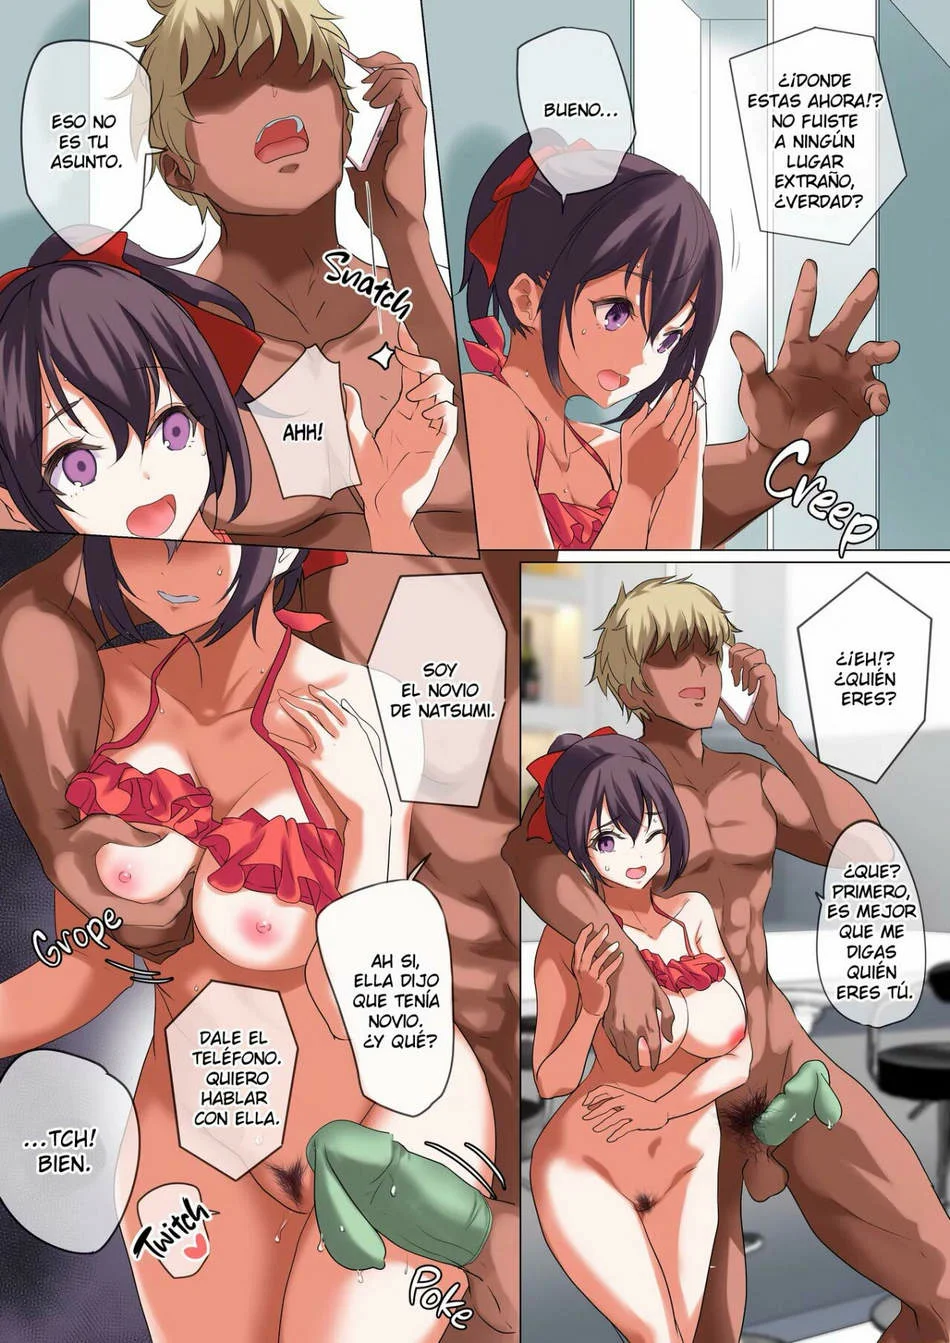 ESO NO
ES TU
ASUNTO.
BUENO...
¿¡DONDE
ESTAS AHORA!?
NO FUISTE
A NINGÚN
LUGAR
EXTRAÑO,
¿VERDAD?
Snatch
AHH!
Creep
SOY
EL NOVIO
DE NATSUMI.
Grope
AH SI,
ELLA DIJO
QUE TENÍA
NOVIO.
¿Y QUÉ?
DALE EL
TELÉFONO.
QUIERO
HABLAR
CON ELLA.
...TCH!
BIEN.
Twitch
Poke
¿¡EH!?
¿QUIÉN
ERES?
¿QUE?
PRIMERO,
ES MEJOR
QUE ME
DIGAS
QUIÉN
ERES TÚ.